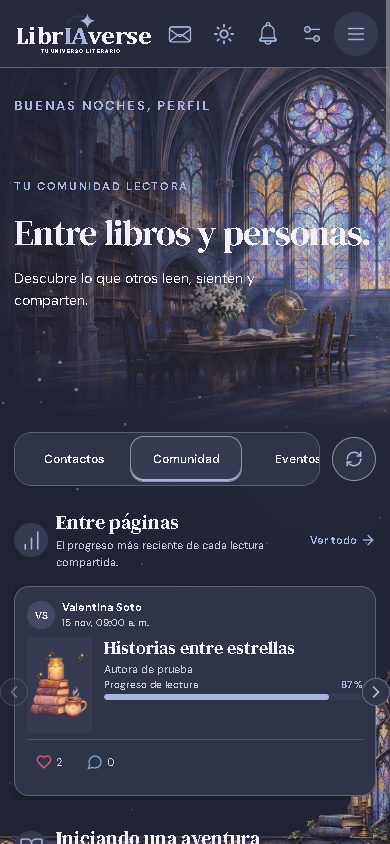 LibrIAverse
TU UNIVERSO LITERARIO
BUENAS NOCHES, PERFIL
TU COMUNIDAD LECTORA
Entre libros y personas.
Descubre lo que otros leen, sienten y
comparten.
Contactos
Comunidad
Eventos
Entre páginas
El progreso más reciente de cada lectura
compartida.
Ver todo
VS
Valentina Soto
15 nov, 09:00 a. m.
Historias entre estrellas
Autora de prueba
Progreso de lectura
87%
2
0
Iniciando una aventura